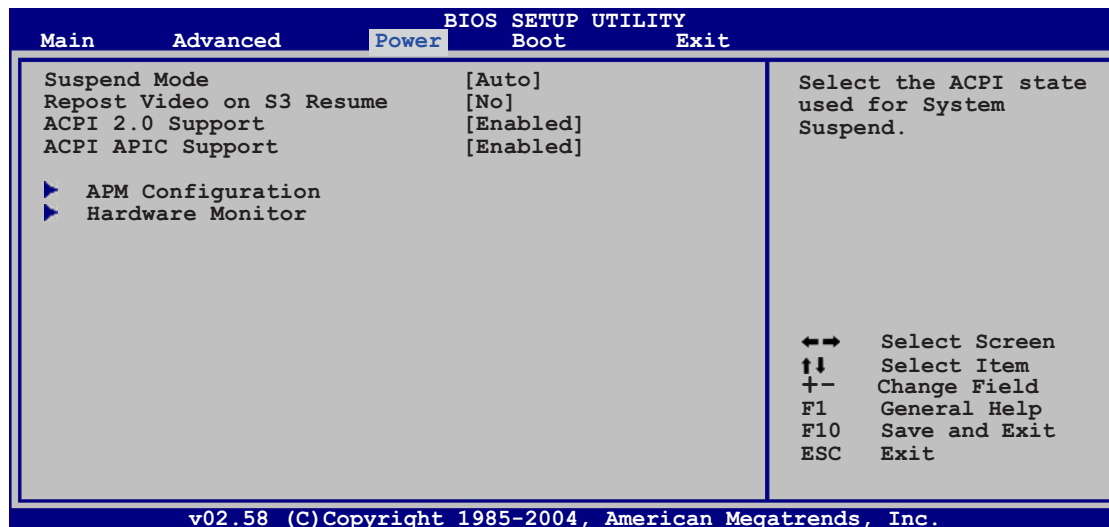 BIOS SETUP UTILITY
Main Advanced Power Boot Exit
Suspend Mode [Auto]
Repost Video on S3 Resume [No]
ACPI 2.0 Support [Enabled]
ACPI APIC Support [Enabled]
APM Configuration
Hardware Monitor
Select the ACPI state
used for System
Suspend.
Select Screen
Select Item
+- Change Field
F1 General Help
F10 Save and Exit
ESC Exit
v02.58 (C)Copyright 1985-2004, American Megatrends, Inc.